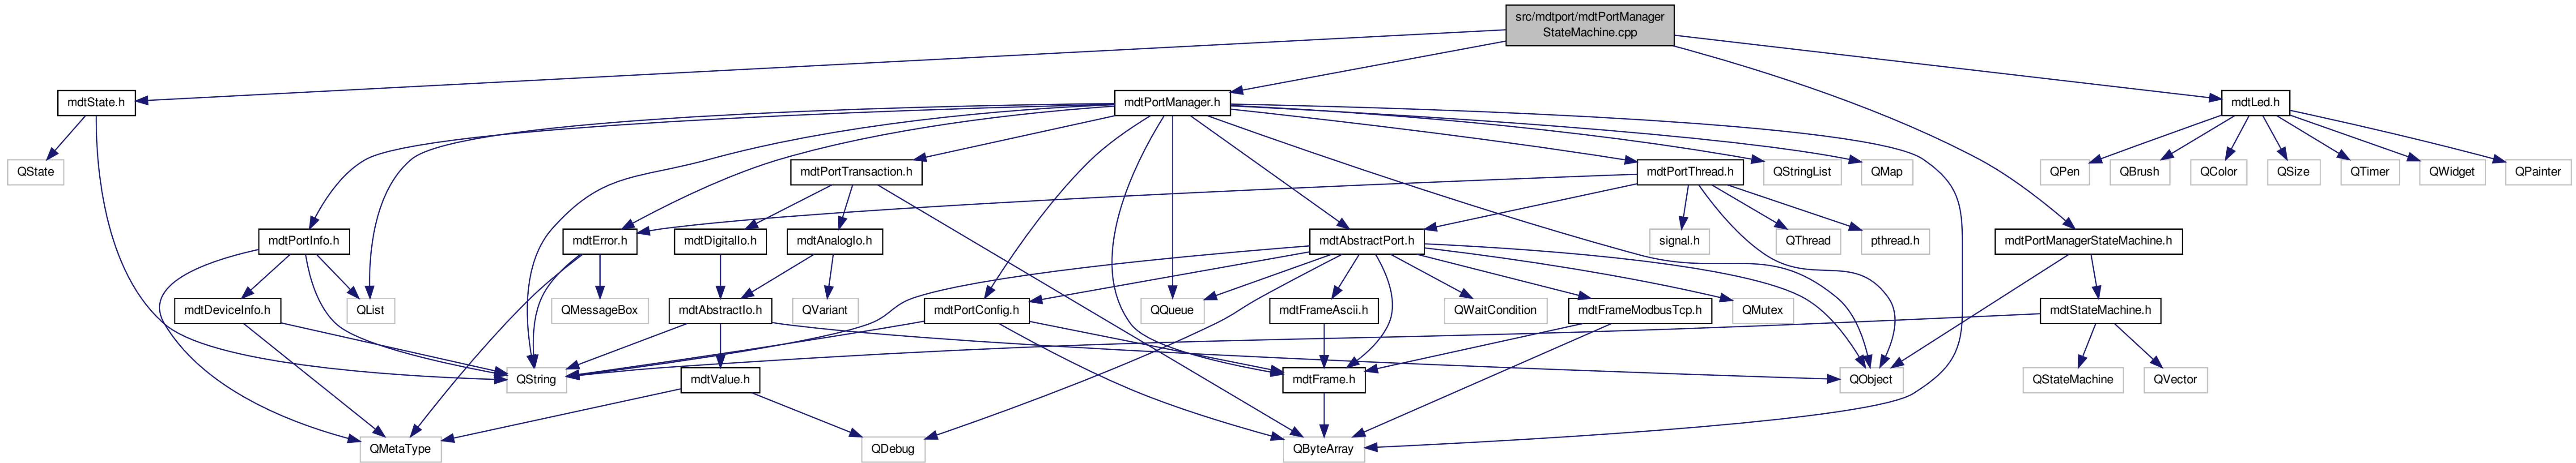 src/mdtport/mdtPortManager
StateMachine.cpp
mdtState.h
mdtPortManager.h
mdtLed.h
QState
mdtPortTransaction.h
mdtPortThread.h
QStringList
QMap
QPen
QBrush
QColor
QSize
QTimer
QWidget
QPainter
mdtPortInfo.h
mdtError.h
mdtDigitalIo.h
mdtAnalogIo.h
mdtAbstractPort.h
signal.h
QThread
pthread.h
mdtPortManagerStateMachine.h
mdtDeviceInfo.h
QList
QMessageBox
mdtAbstractIo.h
QVariant
mdtPortConfig.h
QQueue
mdtFrameAscii.h
QWaitCondition
mdtFrameModbusTcp.h
QMutex
mdtStateMachine.h
QString
mdtValue.h
mdtFrame.h
QObject
QStateMachine
QVector
QMetaType
QDebug
QByteArray